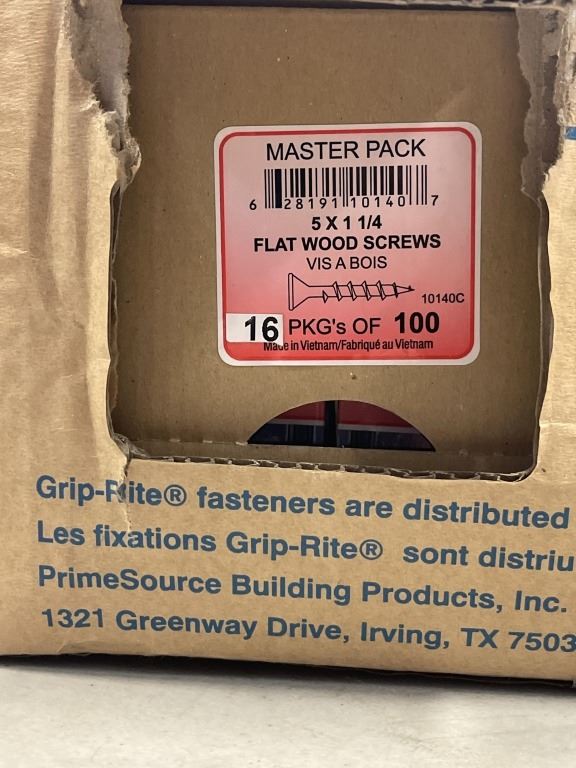 MASTER PACK
6 28191 10140 7
5 X 1 1/4
FLAT WOOD SCREWS
VIS A BOIS
10140C
16 PKG's OF 100
Made in Vietnam/Fabriqué au Vietnam
Grip-Rite® fasteners are distributed
Les fixations Grip-Rite® sont distriu
PrimeSource Building Products, Inc.
1321 Greenway Drive, Irving, TX 7503